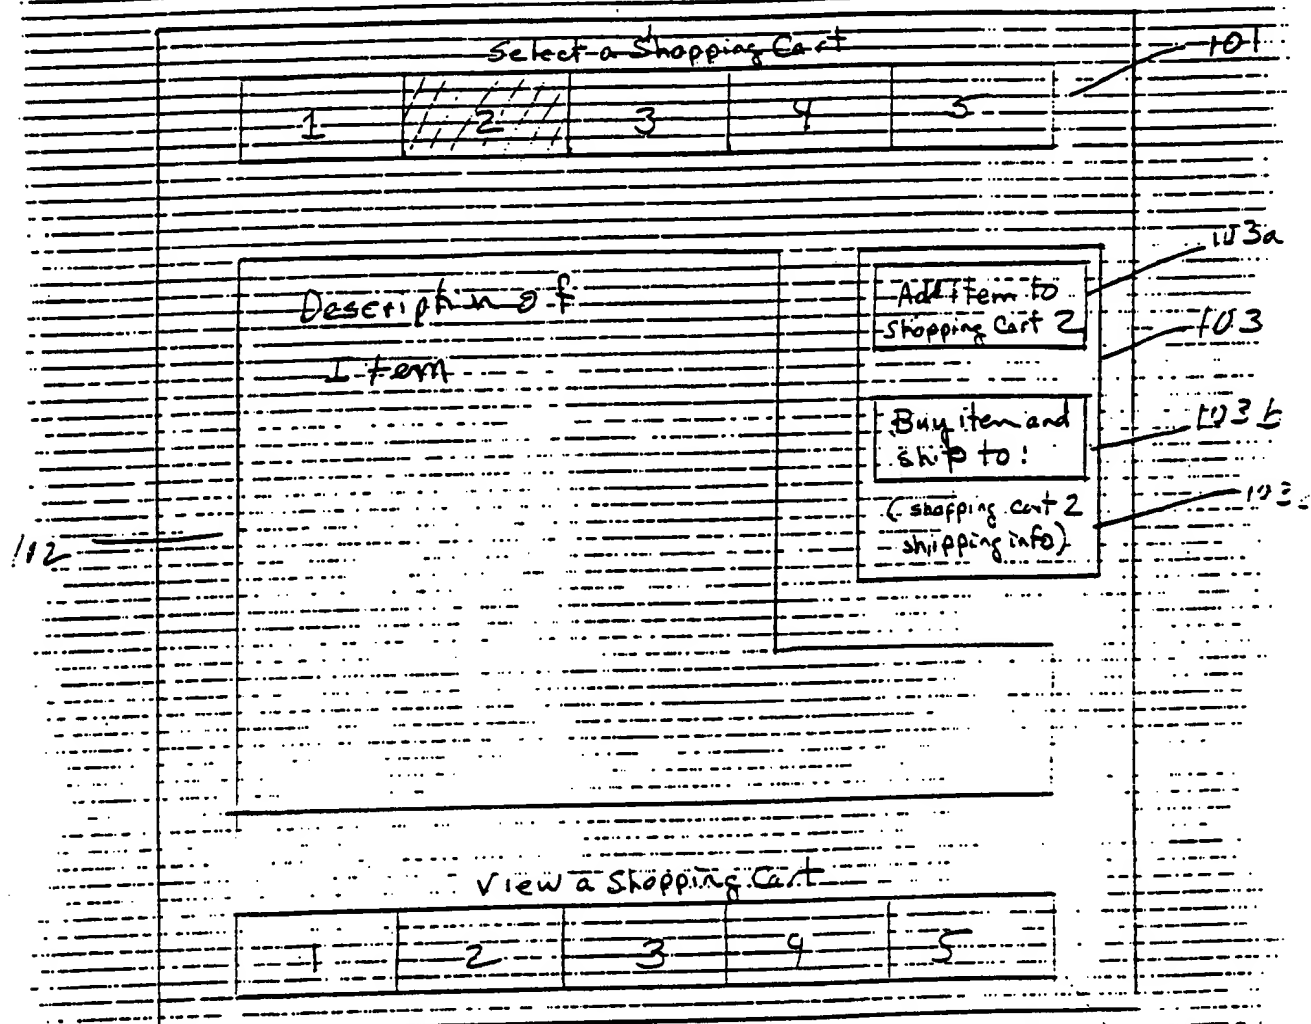 Select a Shopping Cart
101
1 2 3 4 5
103a
Description of
Item
Add item to
Shopping Cart 2
103
Buy item and
ship to:
103b
(shopping cart 2
shipping info)
102
View a Shopping Cart
1 2 3 4 5